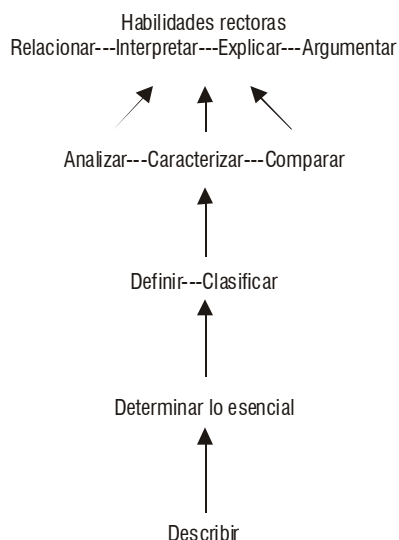 Habilidades rectoras
Relacionar---Interpretar---Explicar---Argumentar
Analizar---Caracterizar---Comparar
Definir---Clasificar
Determinar lo esencial
Describir